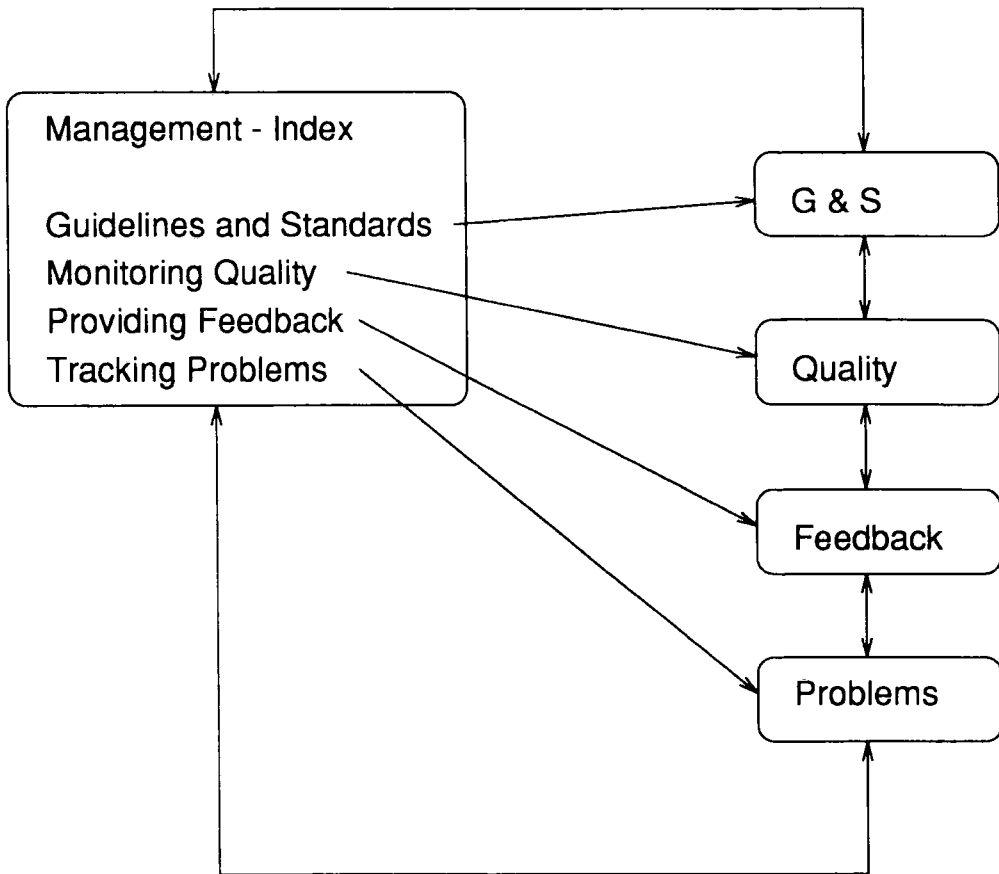 Management - Index
Guidelines and Standards
Monitoring Quality
Providing Feedback
Tracking Problems
G & S
Quality
Feedback
Problems